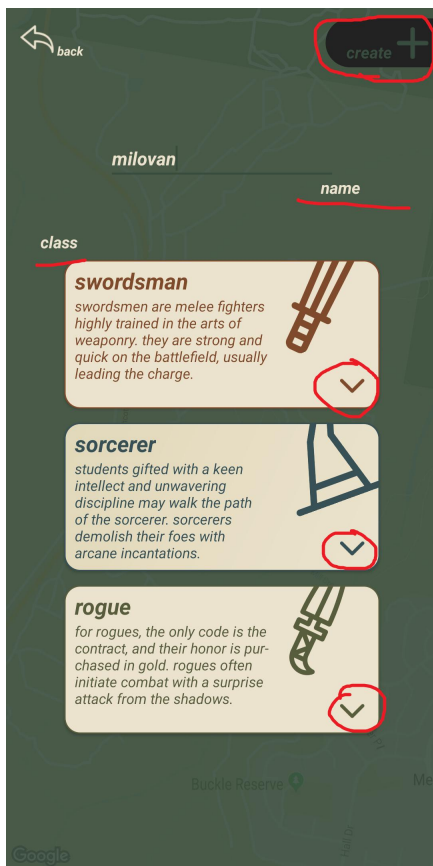 back
create
milovan
name
class
swordsman
swordsmen are melee fighters
highly trained in the arts of
weaponry. they are strong and
quick on the battlefield, usually
leading the charge.
sorcerer
students gifted with a keen
intellect and unwavering
discipline may walk the path
of the sorcerer. sorcerers
demolish their foes with
arcane incantations.
rogue
for rogues, the only code is the
contract, and their honor is pur-
chased in gold. rogues often
initiate combat with a surprise
attack from the shadows.
Buckle Reserve
Me
Google